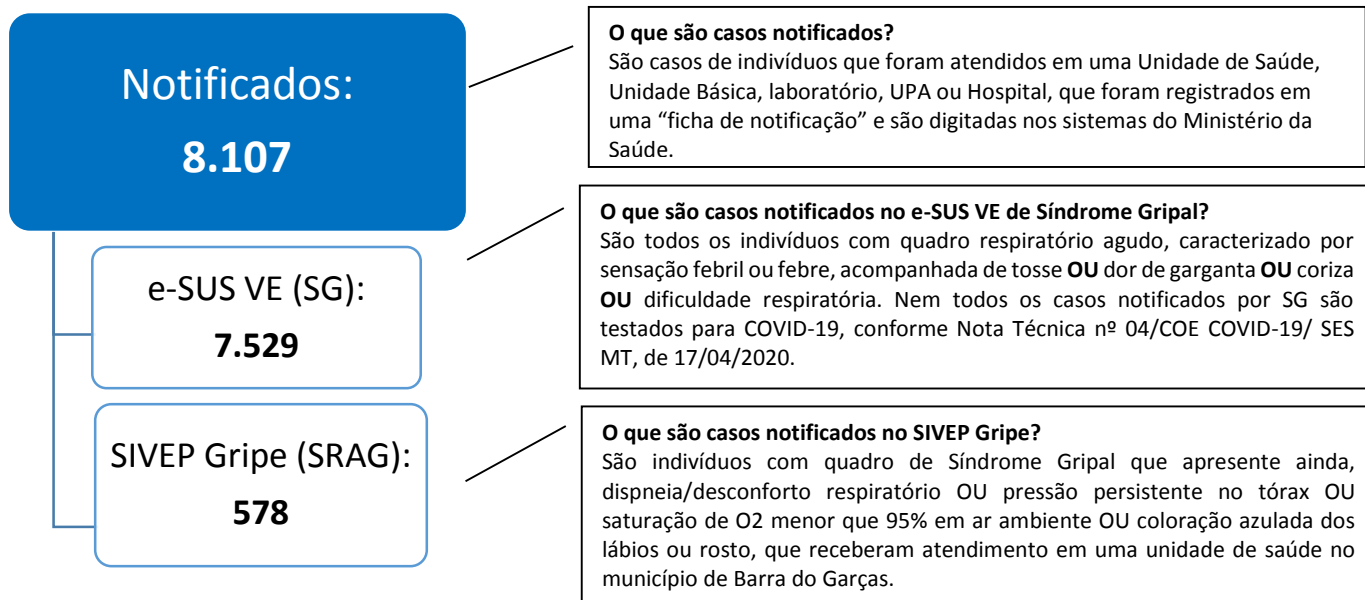 Notificados:
8.107
O que são casos notificados?
São casos de indivíduos que foram atendidos em uma Unidade de Saúde,
Unidade Básica, laboratório, UPA ou Hospital, que foram registrados em
uma “ficha de notificação” e são digitadas nos sistemas do Ministério da
Saúde.
e-SUS VE (SG):
7.529
O que são casos notificados no e-SUS VE de Síndrome Gripal?
São todos os indivíduos com quadro respiratório agudo, caracterizado por
sensação febril ou febre, acompanhada de tosse OU dor de garganta OU coriza
OU dificuldade respiratória. Nem todos os casos notificados por SG são
testados para COVID-19, conforme Nota Técnica nº 04/COE COVID-19/ SES
MT, de 17/04/2020.
SIVEP Gripe (SRAG):
578
O que são casos notificados no SIVEP Gripe?
São indivíduos com quadro de Síndrome Gripal que apresente ainda,
dispneia/desconforto respiratório OU pressão persistente no tórax OU
saturação de O2 menor que 95% em ar ambiente OU coloração azulada dos
lábios ou rosto, que receberam atendimento em uma unidade de saúde no
município de Barra do Garças.